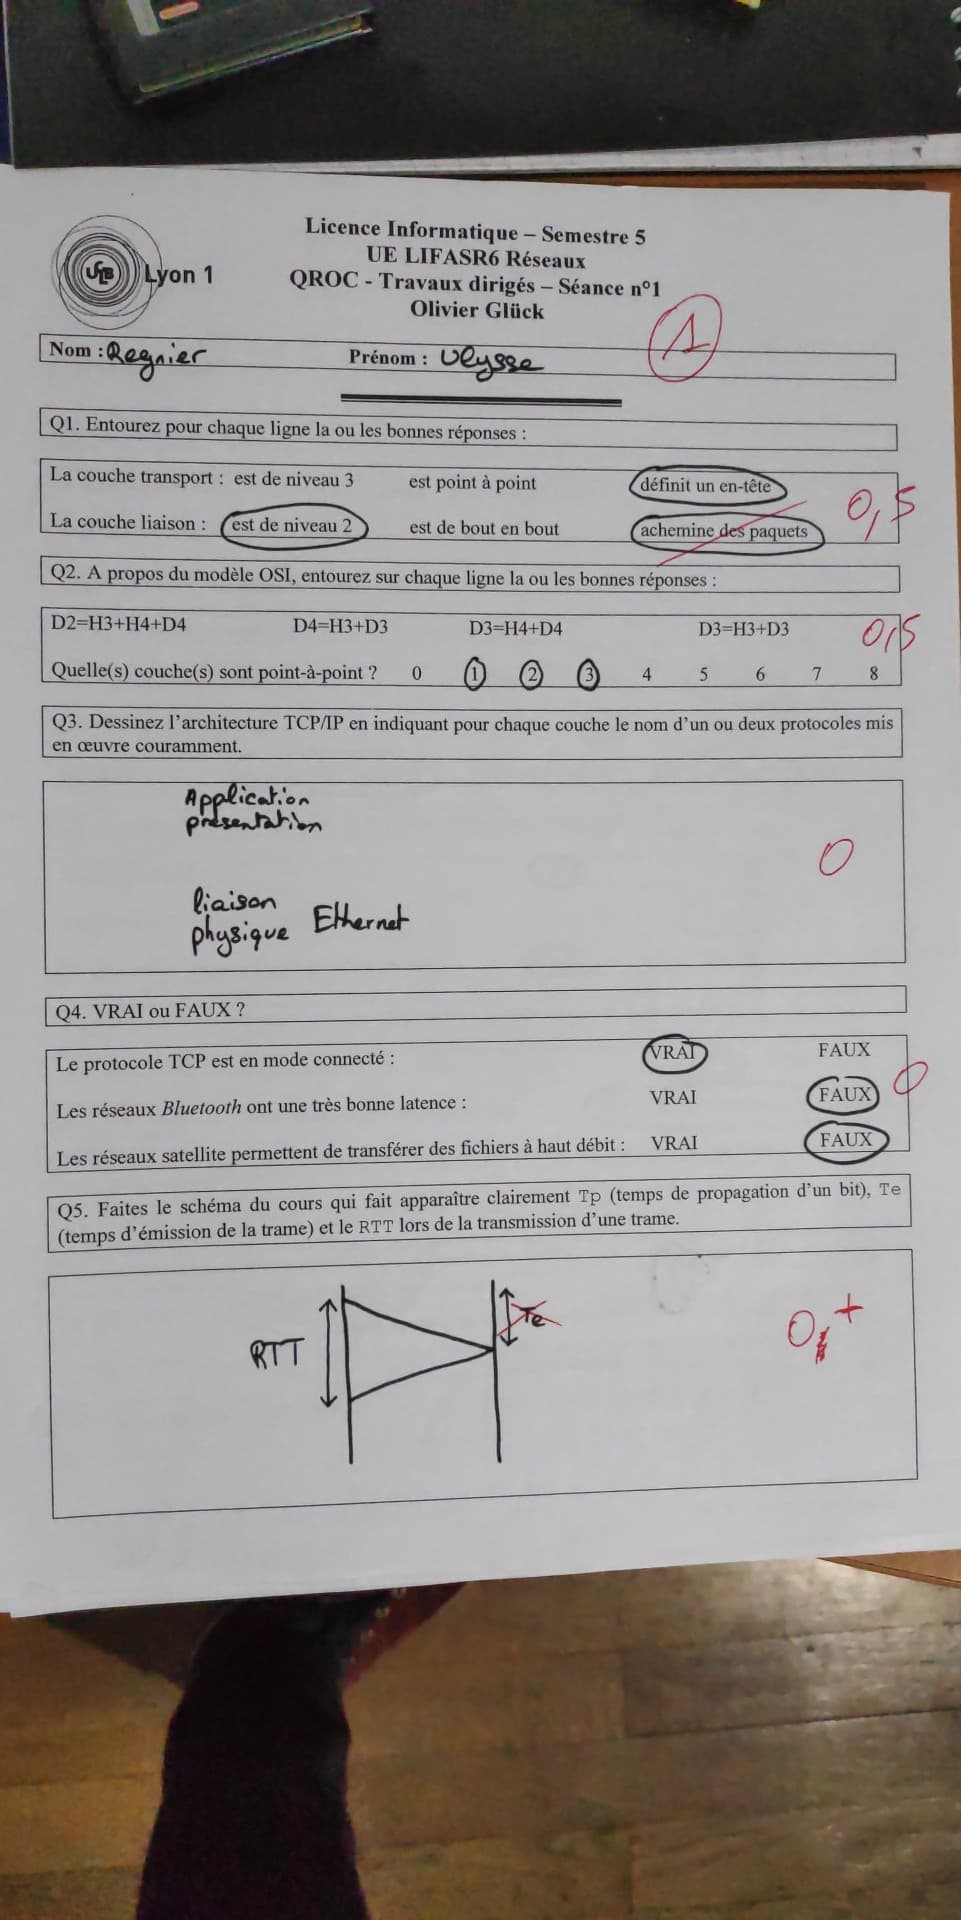 Licence Informatique – Semestre 5
UE LIFASR6 Réseaux
QROC - Travaux dirigés – Séance n°1
Olivier Glück
UCB Lyon 1
1
Nom : Regnier Prénom : Ulysse
Q1. Entourez pour chaque ligne la ou les bonnes réponses :
La couche transport : est de niveau 3 est point à point définit un en-tête
0,5
La couche liaison : est de niveau 2 est de bout en bout achemine des paquets
Q2. A propos du modèle OSI, entourez sur chaque ligne la ou les bonnes réponses :
D2=H3+H4+D4 D4=H3+D3 D3=H4+D4 D3=H3+D3
0,5
Quelle(s) couche(s) sont point-à-point ? 0 1 2 3 4 5 6 7 8
Q3. Dessinez l'architecture TCP/IP en indiquant pour chaque couche le nom d'un ou deux protocoles mis
en œuvre couramment.
Application
présentation
0
liaison
physique Ethernet
Q4. VRAI ou FAUX ?
Le protocole TCP est en mode connecté : VRAI FAUX
0
Les réseaux Bluetooth ont une très bonne latence : VRAI FAUX
Les réseaux satellite permettent de transférer des fichiers à haut débit : VRAI FAUX
Q5. Faites le schéma du cours qui fait apparaître clairement Tp (temps de propagation d'un bit), Te
(temps d'émission de la trame) et le RTT lors de la transmission d'une trame.
Te
0,+
RTT